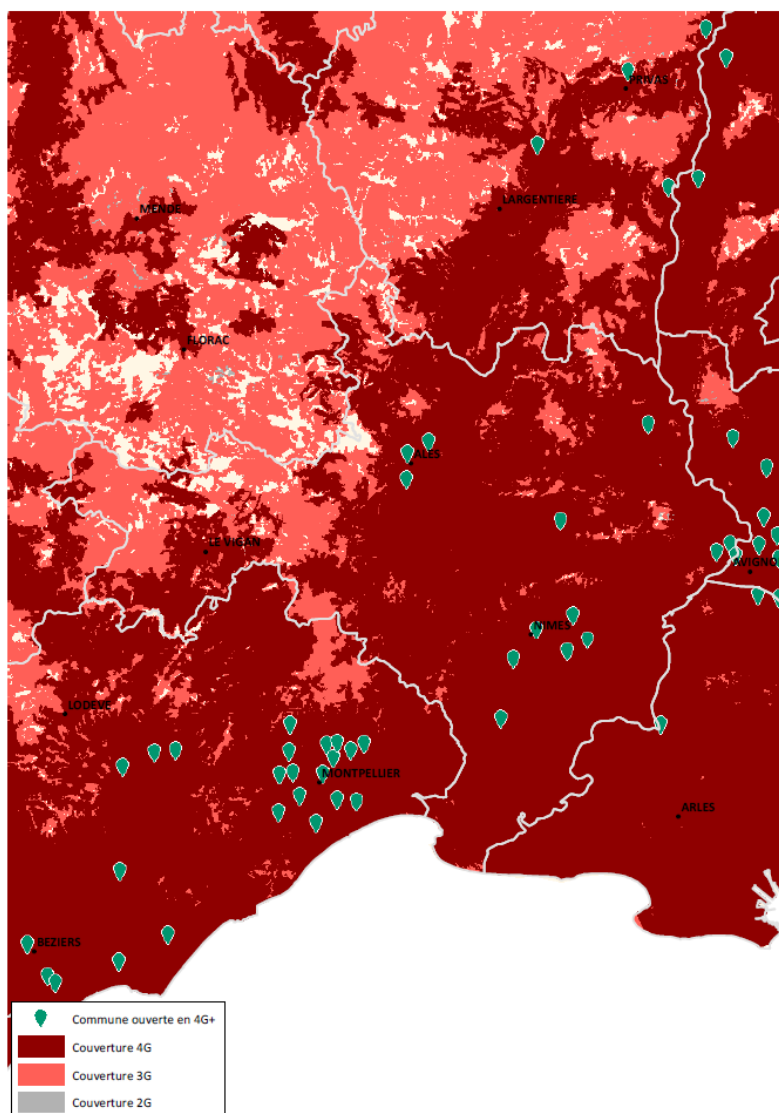 PRIVAS
LARGENTIERE
MENDE
FLORAC
ALES
LE VIGAN
AVIGNO
NIMES
LODEVE
MONTPELLIER
ARLES
BEZIERS
Commune ouverte en 4G+
Couverture 4G
Couverture 3G
Couverture 2G